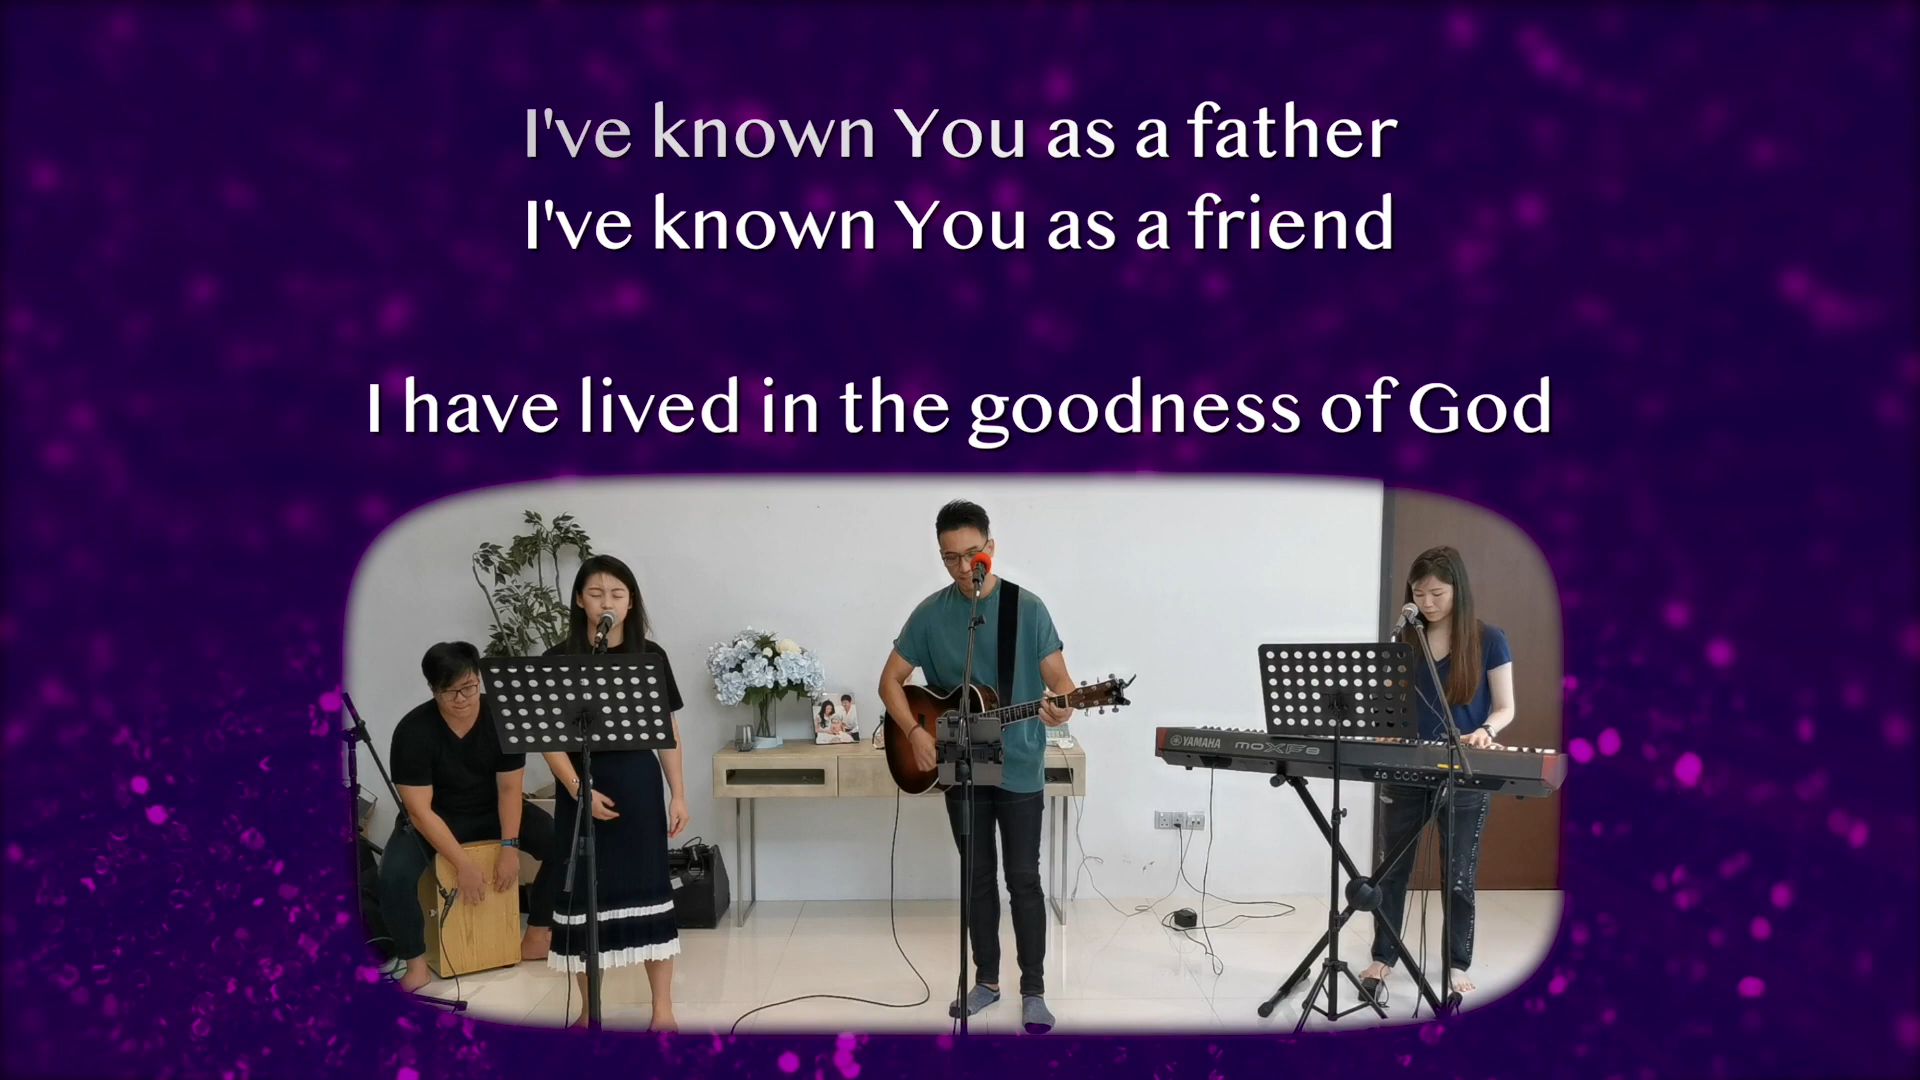 I've known You as a father
I've known You as a friend
I have lived in the goodness of God
YAMAHA MOXF8